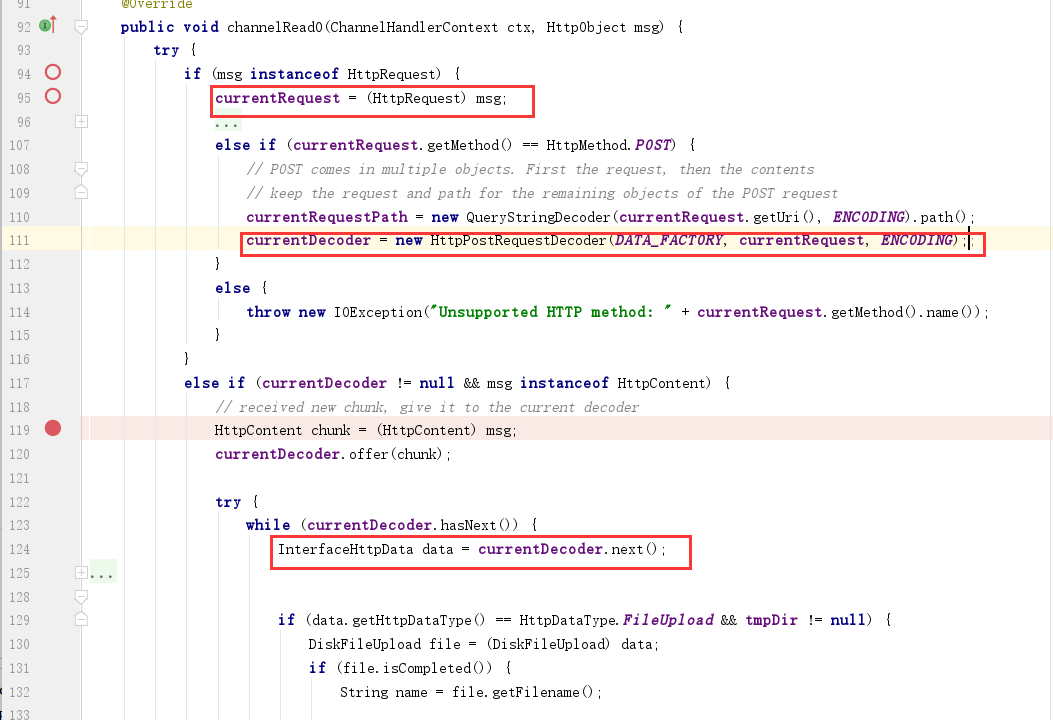 91 @Override
92 public void channelRead0(ChannelHandlerContext ctx, HttpObject msg) {
93 try {
94 if (msg instanceof HttpRequest) {
95 currentRequest = (HttpRequest) msg;
96 ...
107 else if (currentRequest.getMethod() == HttpMethod.POST) {
108 // POST comes in multiple objects. First the request, then the contents
109 // keep the request and path for the remaining objects of the POST request
110 currentRequestPath = new QueryStringDecoder(currentRequest.getUri(), ENCODING).path();
111 currentDecoder = new HttpPostRequestDecoder(DATA_FACTORY, currentRequest, ENCODING);
112 }
113 else {
114 throw new IOException("Unsupported HTTP method: " + currentRequest.getMethod().name());
115 }
116 }
117 else if (currentDecoder != null && msg instanceof HttpContent) {
118 // received new chunk, give it to the current decoder
119 HttpContent chunk = (HttpContent) msg;
120 currentDecoder.offer(chunk);
121
122 try {
123 while (currentDecoder.hasNext()) {
124 InterfaceHttpData data = currentDecoder.next();
125 ...
128
129 if (data.getHttpDataType() == HttpDataType.FileUpload && tmpDir != null) {
130 DiskFileUpload file = (DiskFileUpload) data;
131 if (file.isCompleted()) {
132 String name = file.getFilename();
133